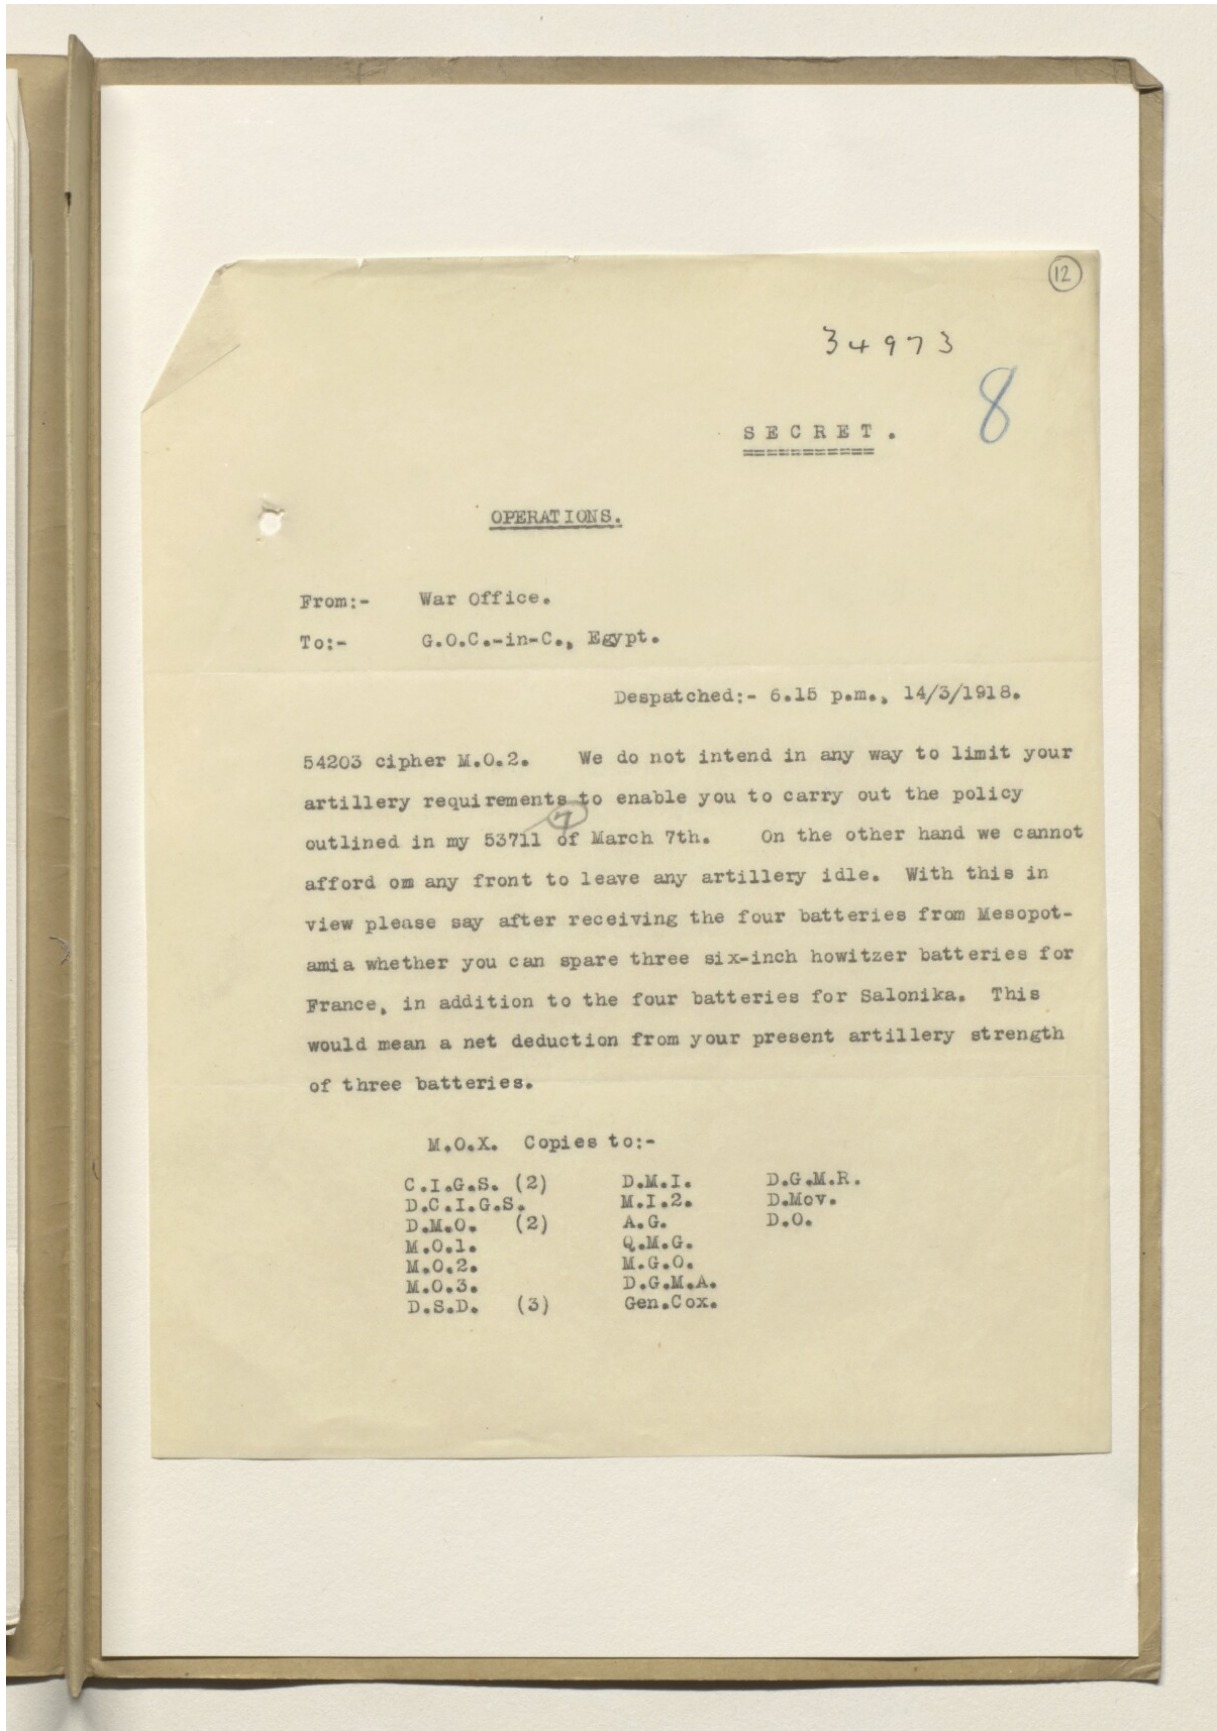 12
34973
8
SECRET.
OPERATIONS.
From:- War Office.
To:- G.O.C.-in-C., Egypt.
Despatched:- 6.15 p.m., 14/3/1918.
54203 cipher M.O.2. We do not intend in any way to limit your
artillery requirements to enable you to carry out the policy
7
outlined in my 53711 of March 7th. On the other hand we cannot
afford om any front to leave any artillery idle. With this in
view please say after receiving the four batteries from Mesopot-
amia whether you can spare three six-inch howitzer batteries for
France, in addition to the four batteries for Salonika. This
would mean a net deduction from your present artillery strength
of three batteries.
M.O.X. Copies to:-
C.I.G.S. (2) D.M.I. D.G.M.R.
D.C.I.G.S. M.I.2. D.Mov.
D.M.O. (2) A.G. D.O.
M.O.1. Q.M.G.
M.O.2. M.G.O.
M.O.3. D.G.M.A.
D.S.D. (3) Gen.Cox.